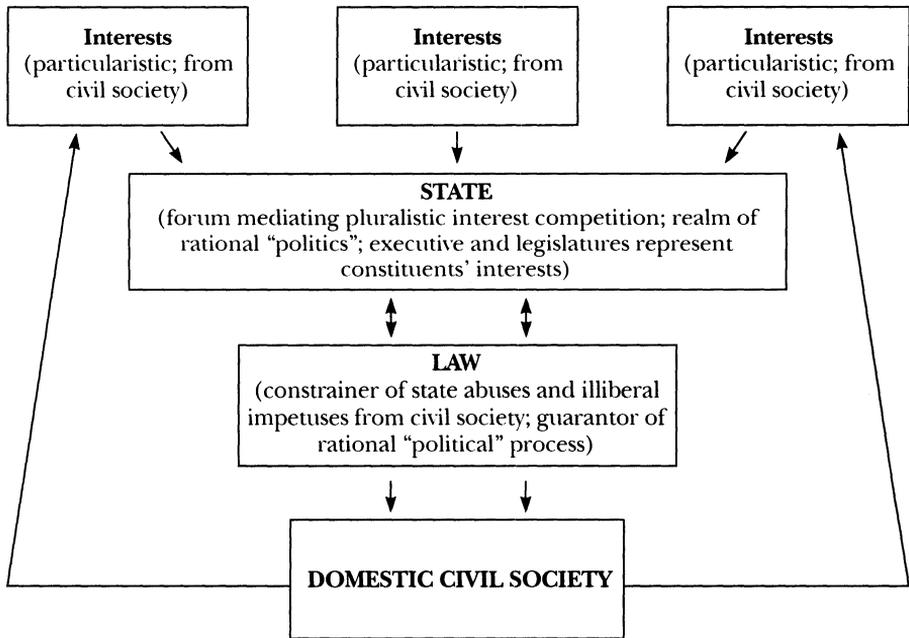 Interests
(particularistic; from
civil society)
Interests
(particularistic; from
civil society)
Interests
(particularistic; from
civil society)
STATE
(forum mediating pluralistic interest competition; realm of
rational “politics”; executive and legislatures represent
constituents’ interests)
LAW
(constrainer of state abuses and illiberal
impetuses from civil society; guarantor of
rational “political” process)
DOMESTIC CIVIL SOCIETY